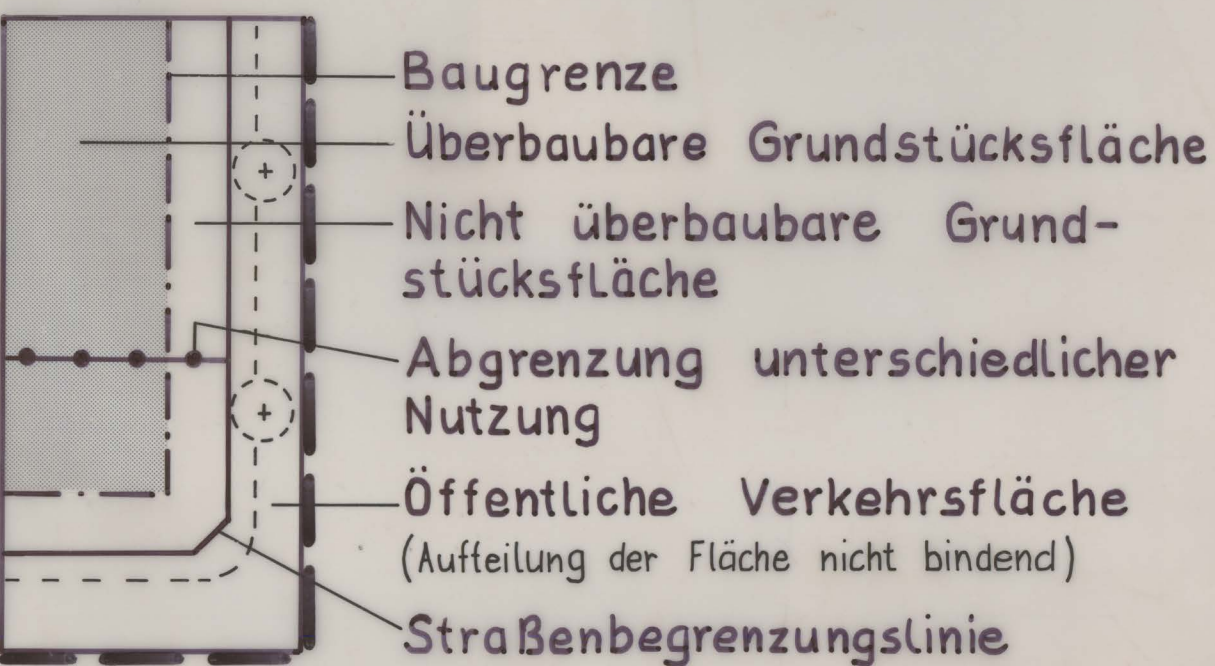 Baugrenze
Überbaubare Grundstücksfläche
Nicht überbaubare Grund-
stücksfläche
Abgrenzung unterschiedlicher
Nutzung
Öffentliche Verkehrsfläche
(Aufteilung der Fläche nicht bindend)
Straßenbegrenzungslinie